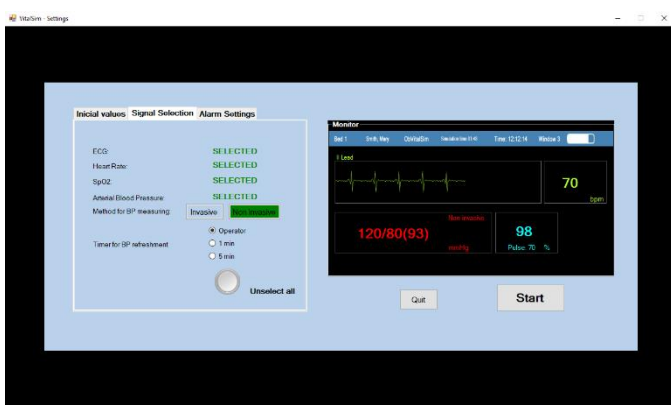 VitalSim - Settings
Inicial values Signal Selection Alarm Settings
ECG: SELECTED
Heart Rate: SELECTED
SpO2: SELECTED
Arterial Blood Pressure: SELECTED
Method for BP measuring Invasive Non Invasive
Timer for BP refreshment
Operator
1 min
5 min
Unselect all
Monitor
Bed 1 Smith, Mary Time: 12:12:14 Window 3
II Lead
70
bpm
Non invasive
120/80(93)
mmHg
98
Pulse: 70 %
Quit
Start